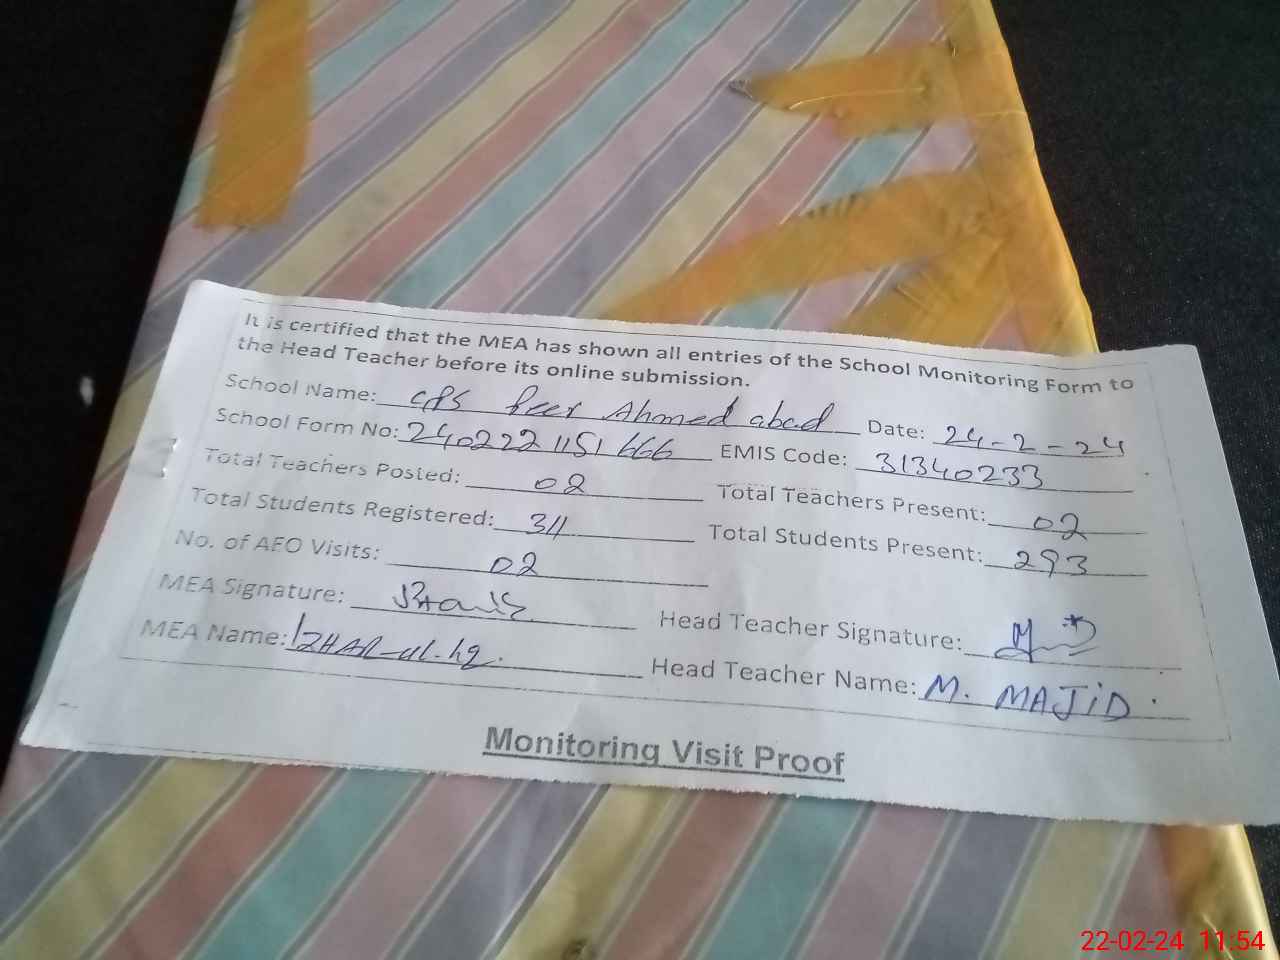 It is certified that the MEA has shown all entries of the School Monitoring Form to
the Head Teacher before its online submission.
School Name: GPS Peer Ahmed abad Date: 24-2-24
School Form No: 2402221151666 EMIS Code: 31340233
Total Teachers Posted: 02 Total Teachers Present: 02
Total Students Registered: 311 Total Students Present: 293
No. of AEO Visits: 02
MEA Signature: Head Teacher Signature:
MEA Name: IZHAR-ul-hq. Head Teacher Name: M. MAJiD.
Monitoring Visit Proof
22-02-24 11:54